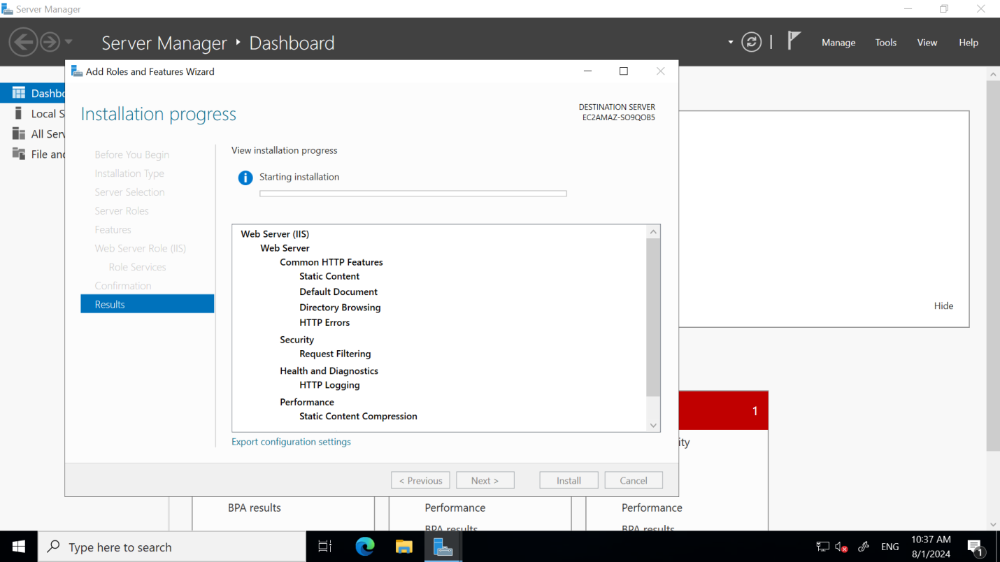 Server Manager
Server Manager ‣ Dashboard
Manage
Tools
View
Help
Add Roles and Features Wizard
Installation progress
DESTINATION SERVER
EC2AMAZ-SO9QOB5
Before You Begin
Installation Type
Server Selection
Server Roles
Features
Web Server Role (IIS)
Role Services
Confirmation
Results
View installation progress
Starting installation
Web Server (IIS)
Web Server
Common HTTP Features
Static Content
Default Document
Directory Browsing
HTTP Errors
Security
Request Filtering
Health and Diagnostics
HTTP Logging
Performance
Static Content Compression
Export configuration settings
< Previous
Next >
Install
Cancel
Dashbo
Local S
All Serv
File and
Hide
1
ity
BPA results
Performance
BPA results
Performance
BPA results
Type here to search
ENG
10:37 AM
8/1/2024
1